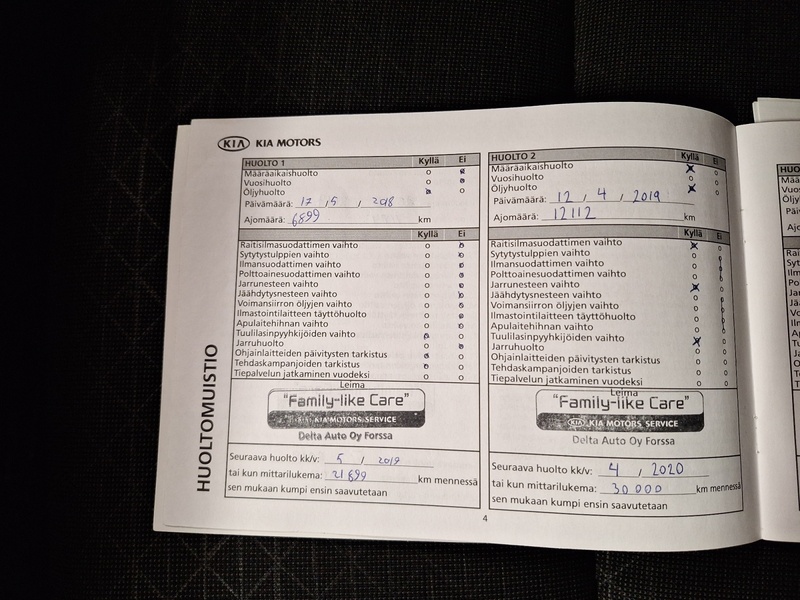 KIA KIA MOTORS
HUOLTOMUISTIO
HUOLTO 1 Kyllä Ei
Määräaikaishuolto
Vuosihuolto
Öljyhuolto
Päivämäärä: 17 , 5 , 2018
Ajomäärä: 6899 km
Kyllä Ei
Raitisilmasuodattimen vaihto
Sytytystulppien vaihto
Ilmansuodattimen vaihto
Polttoainesuodattimen vaihto
Jarrunesteen vaihto
Jäähdytysnesteen vaihto
Voimansiirron öljyjen vaihto
Ilmastointilaitteen täyttöhuolto
Apulaitehihnan vaihto
Tuulilasinpyyhkijöiden vaihto
Jarruhuolto
Ohjainlaitteiden päivitysten tarkistus
Tehdaskampanjoiden tarkistus
Tiepalvelun jatkaminen vuodeksi
Leima
"Family-like Care"
KIA KIA MOTORS SERVICE
Delta Auto Oy Forssa
Seuraava huolto kk/v: 5 / 2019
tai kun mittarilukema: 21899 km mennessä
sen mukaan kumpi ensin saavutetaan
HUOLTO 2 Kyllä Ei
Määräaikaishuolto
Vuosihuolto
Öljyhuolto
Päivämäärä: 12 , 4 , 2019
Ajomäärä: 12112 km
Kyllä Ei
Raitisilmasuodattimen vaihto
Sytytystulppien vaihto
Ilmansuodattimen vaihto
Polttoainesuodattimen vaihto
Jarrunesteen vaihto
Jäähdytysnesteen vaihto
Voimansiirron öljyjen vaihto
Ilmastointilaitteen täyttöhuolto
Apulaitehihnan vaihto
Tuulilasinpyyhkijöiden vaihto
Jarruhuolto
Ohjainlaitteiden päivitysten tarkistus
Tehdaskampanjoiden tarkistus
Tiepalvelun jatkaminen vuodeksi
Leima
"Family-like Care"
KIA KIA MOTORS SERVICE
Delta Auto Oy Forssa
Seuraava huolto kk/v: 4 / 2020
tai kun mittarilukema: 30000 km mennessä
sen mukaan kumpi ensin saavutetaan
4